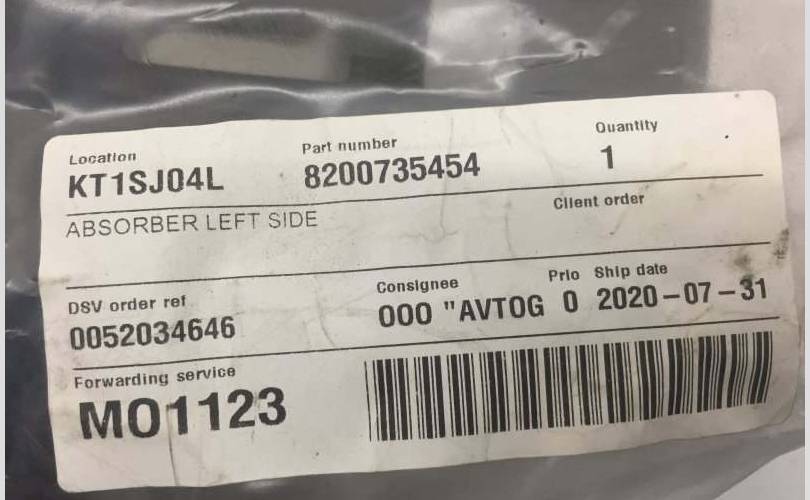 Location Part number Quantity
KT1SJ04L 8200735454 1
ABSORBER LEFT SIDE Client order
DSV order ref Consignee Prio Ship date
0052034646 000 "AVTOG 0 2020-07-31
Forwarding service
M01123